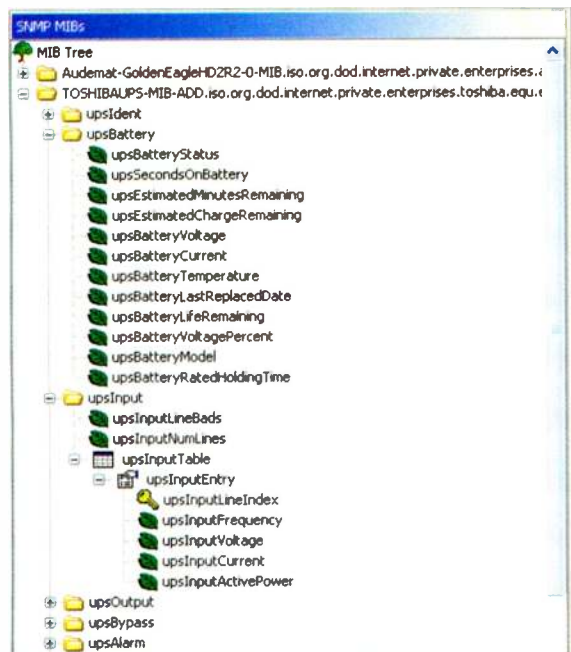 SNMP MIBs
MIB Tree
Audemat-GoldenEagleHD2R2-0-MIB.iso.org.dod.internet.private.enterprises.a
TOSHIBAUPS-MIB-ADD.iso.org.dod.internet.private.enterprises.toshiba.equ.
upsIdent
upsBattery
upsBatteryStatus
upsSecondsOnBattery
upsEstimatedMinutesRemaining
upsEstimatedChargeRemaining
upsBatteryVoltage
upsBatteryCurrent
upsBatteryTemperature
upsBatteryLastReplacedDate
upsBatteryLifeRemaining
upsBatteryVoltagePercent
upsBatteryModel
upsBatteryRatedHoldingTime
upsInput
upsInputLineBads
upsInputNumLines
upsInputTable
upsInputEntry
upsInputLineIndex
upsInputFrequency
upsInputVoltage
upsInputCurrent
upsInputActivePower
upsOutput
upsBypass
upsAlarm